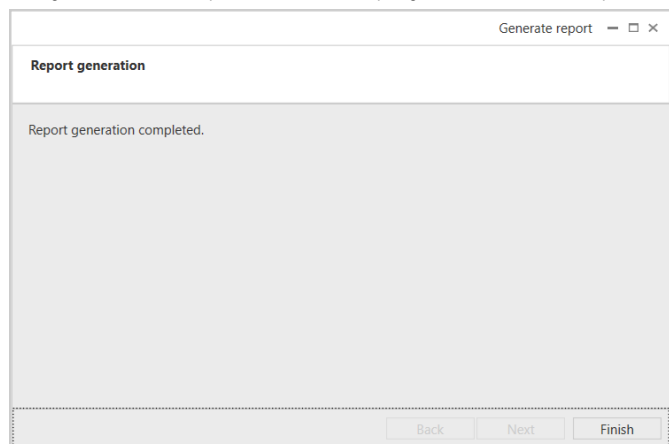 Generate report
Report generation
Report generation completed.
Back Next Finish